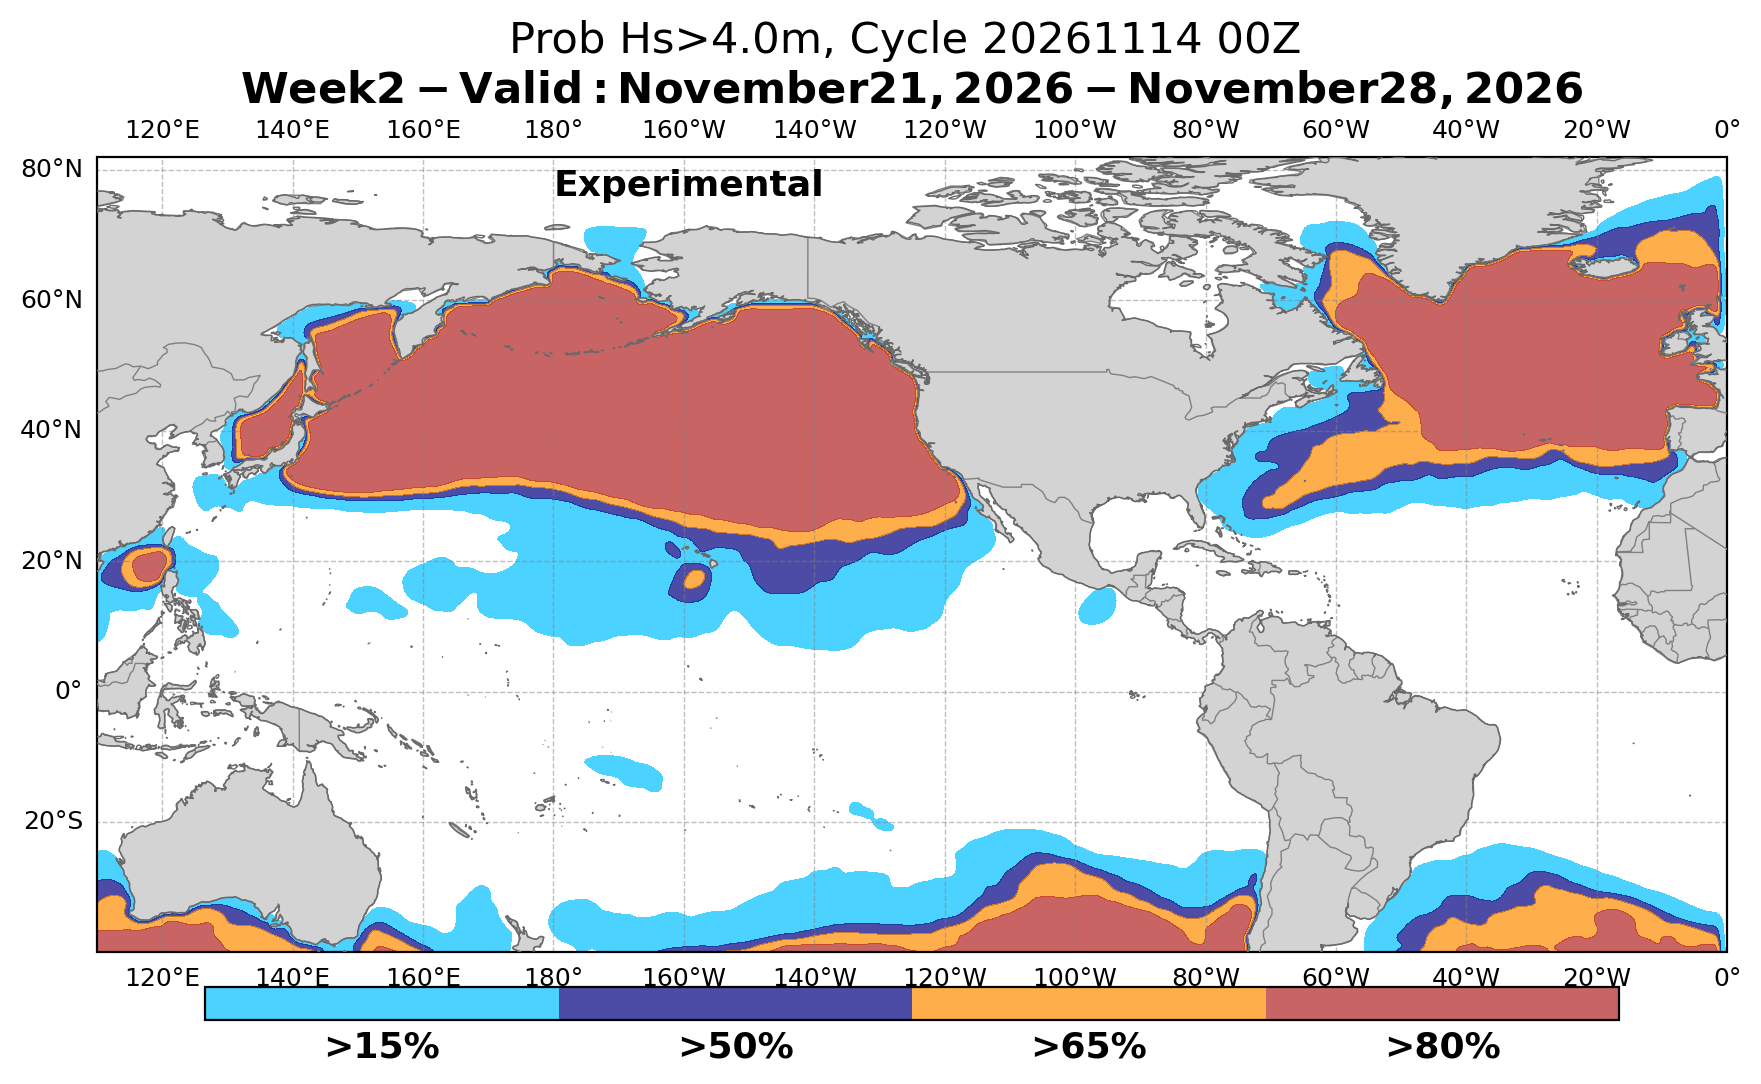 Prob Hs>4.0m, Cycle 20261114 00Z
Week2 − Valid : November21, 2026 − November28, 2026
120°E 140°E 160°E 180° 160°W 140°W 120°W 100°W 80°W 60°W 40°W 20°W 0°
80°N
Experimental
60°N
40°N
20°N
0°
20°S
120°E 140°E 160°E 180° 160°W 140°W 120°W 100°W 80°W 60°W 40°W 20°W 0°
>15% >50% >65% >80%